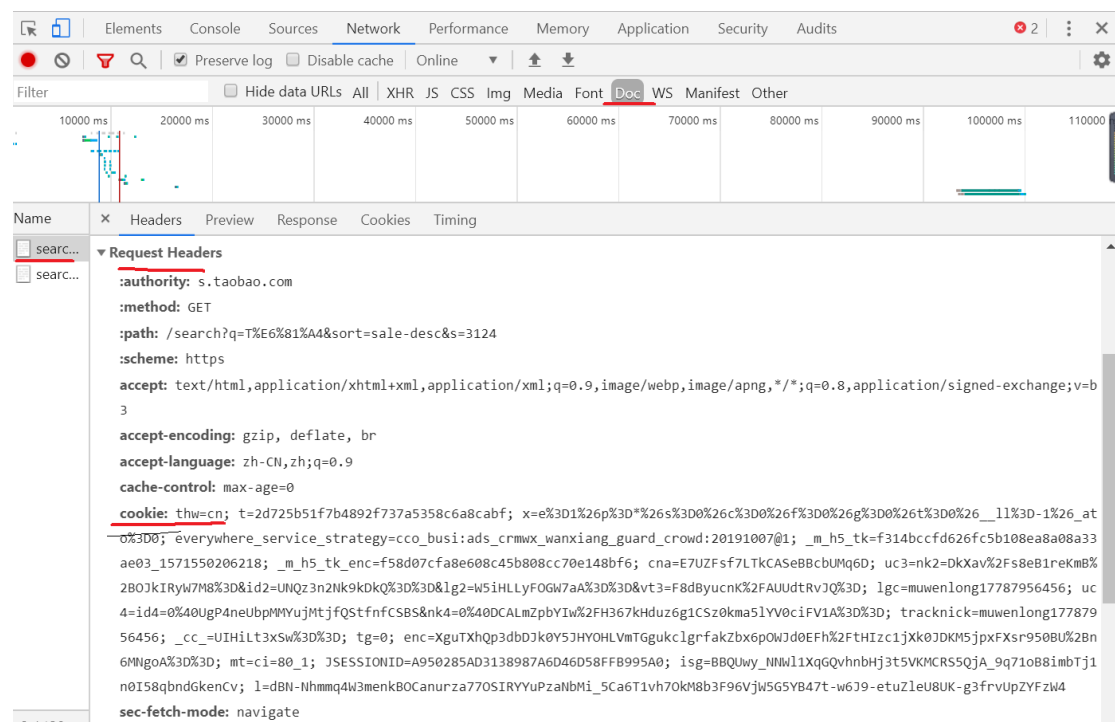 Elements Console Sources Network Performance Memory Application Security Audits 2
Preserve log Disable cache Online
Filter Hide data URLs All XHR JS CSS Img Media Font Doc WS Manifest Other
10000 ms 20000 ms 30000 ms 40000 ms 50000 ms 60000 ms 70000 ms 80000 ms 90000 ms 100000 ms 110000
Name Headers Preview Response Cookies Timing
searc... Request Headers
searc... :authority: s.taobao.com
:method: GET
:path: /search?q=T%E6%81%A4&sort=sale-desc&s=3124
:scheme: https
accept: text/html,application/xhtml+xml,application/xml;q=0.9,image/webp,image/apng,*/*;q=0.8,application/signed-exchange;v=b
3
accept-encoding: gzip, deflate, br
accept-language: zh-CN,zh;q=0.9
cache-control: max-age=0
cookie: thw=cn; t=2d725b51f7b4892f737a5358c6a8cabf; x=e%3D1%26p%3D*%26s%3D0%26c%3D0%26f%3D0%26g%3D0%26t%3D0%26__ll%3D-1%26_at
o%3D0; everywhere_service_strategy=cco_busi:ads_crmwx_wanxiang_guard_crowd:20191007@1; _m_h5_tk=f314bccfd626fc5b108ea8a08a33
ae03_1571550206218; _m_h5_tk_enc=f58d07cfa8e608c45b808cc70e148bf6; cna=E7UZFsf7LTkCASeBBcbUMq6D; uc3=nk2=DkXav%2Fs8eB1reKmB%
2BOJkIRyW7M8%3D&id2=UNQz3n2Nk9kDkQ%3D%3D&lg2=W5iHLLyFOGW7aA%3D%3D&vt3=F8dByucnK%2FAUUdtRvJQ%3D; lgc=muwenlong17787956456; uc
4=id4=0%40UgP4neUbpMMYujMtjfQStfnfCSBS&nk4=0%40DCALmZpbYIw%2FH367kHduz6g1CSz0kma5lYV0ciFV1A%3D%3D; tracknick=muwenlong177879
56456; _cc_=UIHiLt3xSw%3D%3D; tg=0; enc=XguTXhQp3dbDJk0Y5JHYOHLVmTGgukclgrfakZbx6pOWJd0EFh%2FtHIzc1jXk0JDKM5jpxFXsr950BU%2Bn
6MNgoA%3D%3D; mt=ci=80_1; JSESSIONID=A950285AD3138987A6D46D58FFB995A0; isg=BBQUwy_NNWl1XqGQvhnbHj3t5VKMCRS5QjA_9q71oB8imbTj1
n0I58qbndGkenCv; l=dBN-Nhmmq4W3menkBOCanurza77OSIRYYuPzaNbMi_5Ca6T1vh7OkM8b3F96VjW5G5YB47t-w6J9-etuZleU8UK-g3frvUpZYFzW4
sec-fetch-mode: navigate